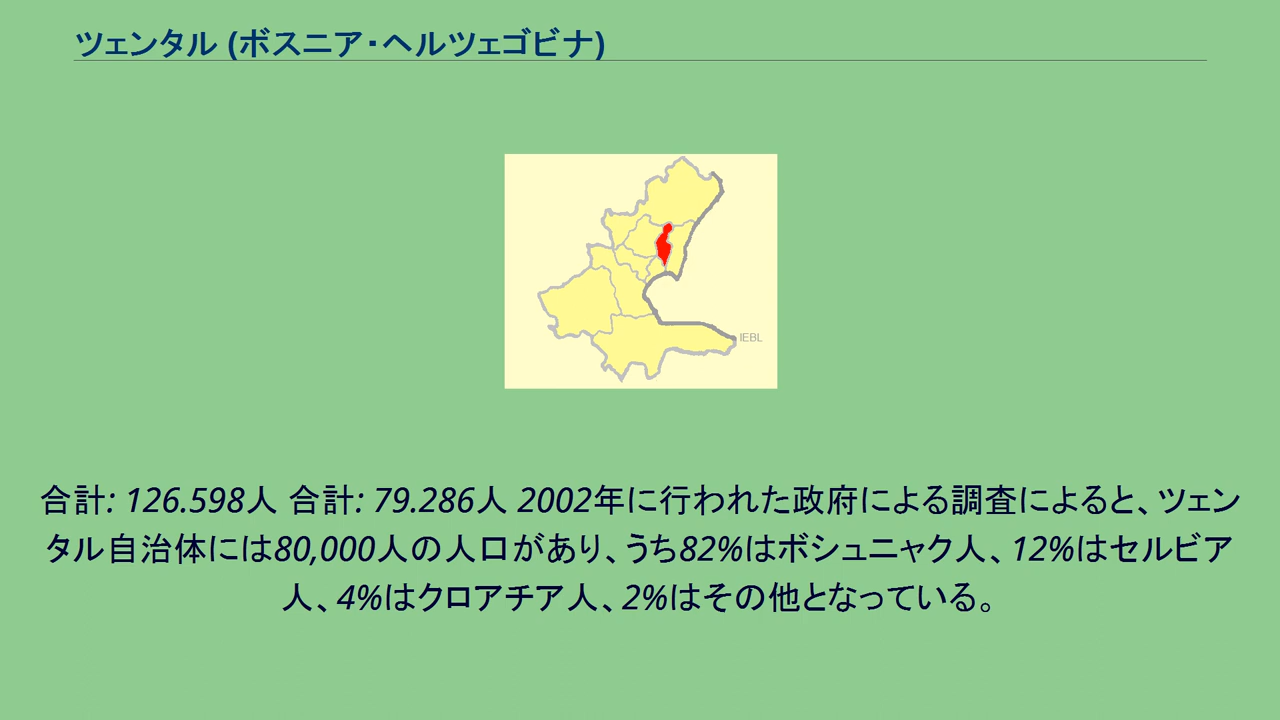 ツェンタル (ボスニア・ヘルツェゴビナ)
IEBL
合計: 126.598人 合計: 79.286人 2002年に行われた政府による調査によると、ツェン
タル自治体には80,000人の人口があり、うち82%はボシュニャク人、12%はセルビア
人、4%はクロアチア人、2%はその他となっている。